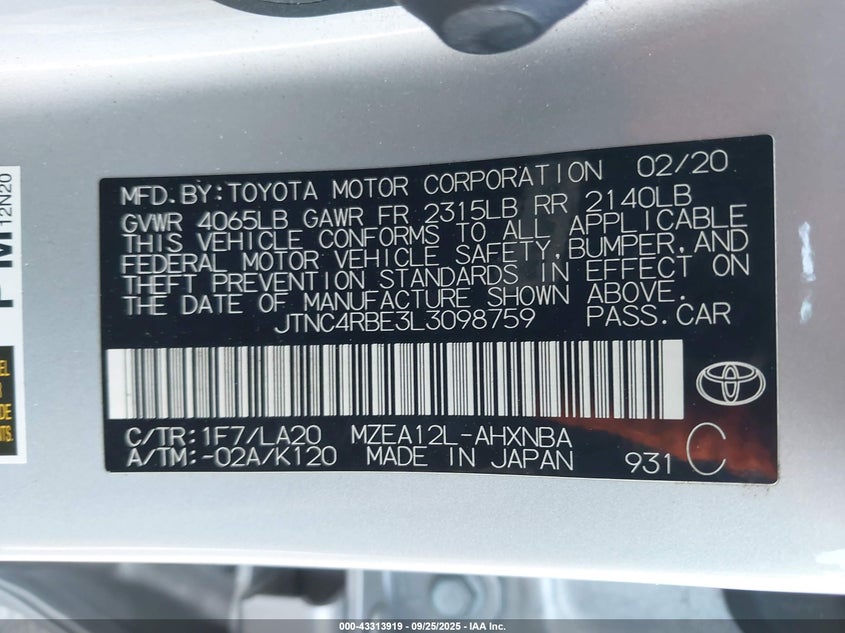 MFD.BY:TOYOTA MOTOR CORPORATION 02/20
GVWR 4065LB GAWR FR 2315LB RR 2140LB
THIS VEHICLE CONFORMS TO ALL APPLICABLE
FEDERAL MOTOR VEHICLE SAFETY,BUMPER,AND
THEFT PREVENTION STANDARDS IN EFFECT ON
THE DATE OF MANUFACTURE SHOWN ABOVE.
JTNC4RBE3L3098759 PASS.CAR
C/TR:1F7/LA20 MZEA12L-AHXNBA
A/TM:-02A/K120 MADE IN JAPAN 931 C
12N20
000-43313919 - 09/25/2025 - IAA Inc.